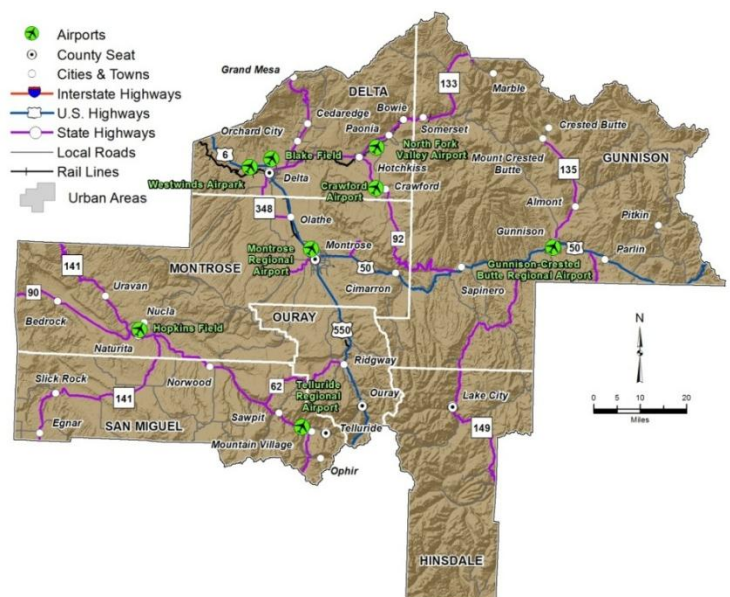 Airports
County Seat
Cities & Towns
Interstate Highways
U.S. Highways
State Highways
Local Roads
Rail Lines
Urban Areas
Grand Mesa
DELTA
133
Marble
Cedaredge
Bowie
Orchard City
Paonia
Somerset
Crested Butte
6
Blake Field
North Fork
Valley Airport
Mount Crested
Butte
GUNNISON
Westwinds Airpark
Delta
Hotchkiss
Crawford
Airport
Crawford
135
348
Olathe
Almont
Pitkin
92
Gunnison
Montrose
Regional
Airport
Montrose
50
Parlin
141
MONTROSE
50
Gunnison-Crested
Butte Regional Airport
Cimarron
Sapinero
90
Uravan
Nucla
OURAY
Bedrock
Hopkins Field
550
Naturita
Ridgway
N
Slick Rock
Norwood
62
Telluride
Regional
Airport
141
Ouray
Lake City
Sawpit
149
0 5 10 20
Miles
Egnar
SAN MIGUEL
Mountain Village
Telluride
Ophir
HINSDALE